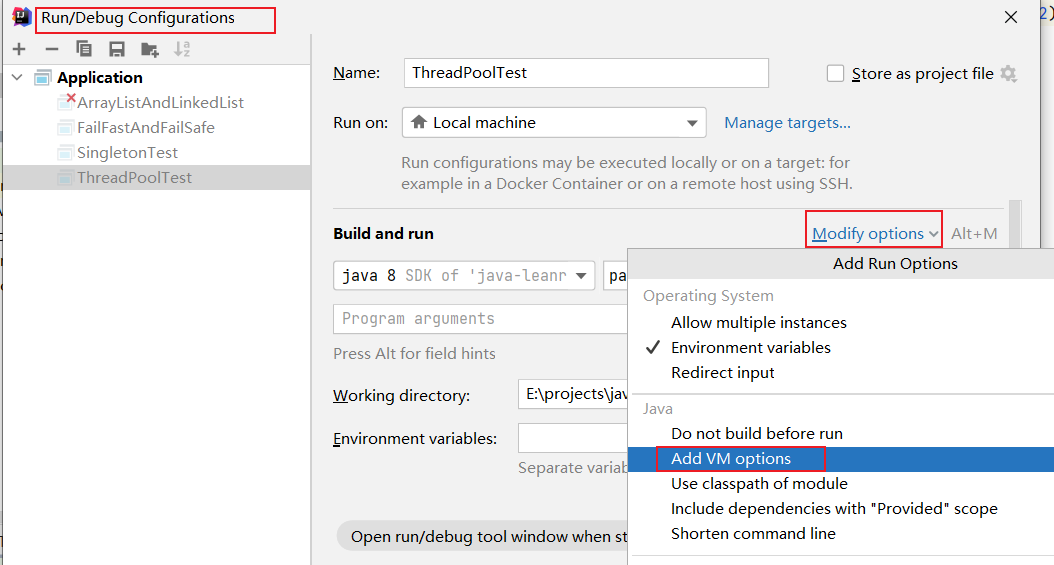 Run/Debug Configurations
Application
ArrayListAndLinkedList
FailFastAndFailSafe
SingletonTest
ThreadPoolTest
Name: ThreadPoolTest Store as project file
Run on: Local machine Manage targets...
Run configurations may be executed locally or on a target: for
example in a Docker Container or on a remote host using SSH.
Build and run Modify options Alt+M
java 8 SDK of 'java-leanr pa
Program arguments
Press Alt for field hints
Working directory: E:\projects\jav
Environment variables:
Separate variab
Open run/debug tool window when st
Add Run Options
Operating System
Allow multiple instances
Environment variables
Redirect input
Java
Do not build before run
Add VM options
Use classpath of module
Include dependencies with "Provided" scope
Shorten command line